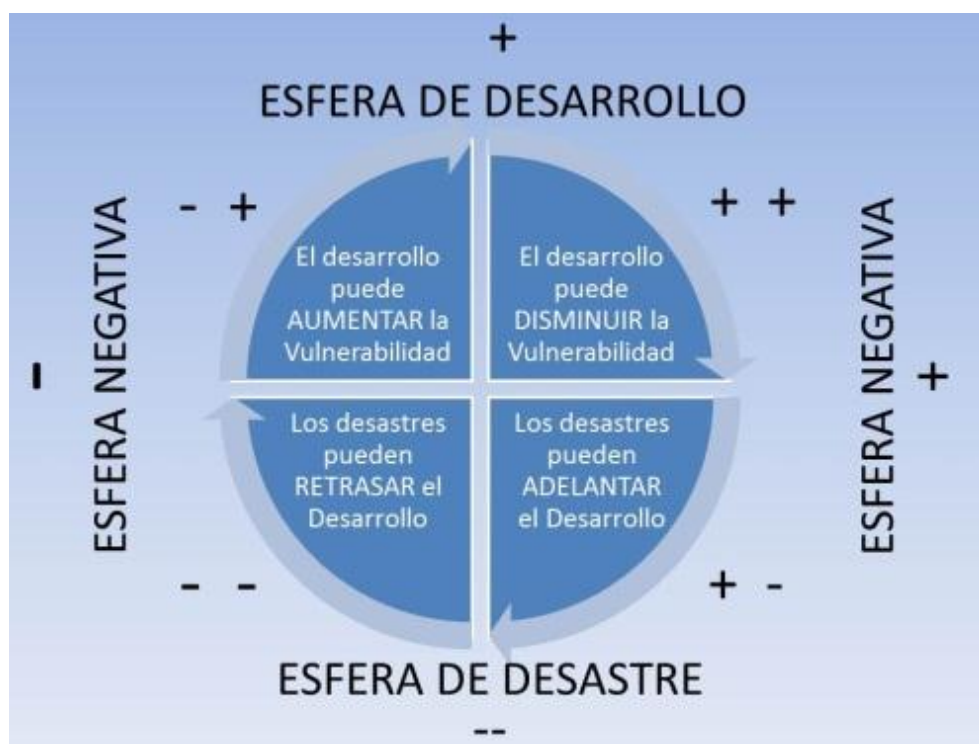 +
ESFERA DE DESARROLLO
- +
+ +
ESFERA NEGATIVA
-
El desarrollo
puede
AUMENTAR la
Vulnerabilidad
El desarrollo
puede
DISMINUIR la
Vulnerabilidad
ESFERA NEGATIVA
+
Los desastres
pueden
RETRASAR el
Desarrollo
Los desastres
pueden
ADELANTAR
el Desarrollo
- -
+ -
ESFERA DE DESASTRE
--